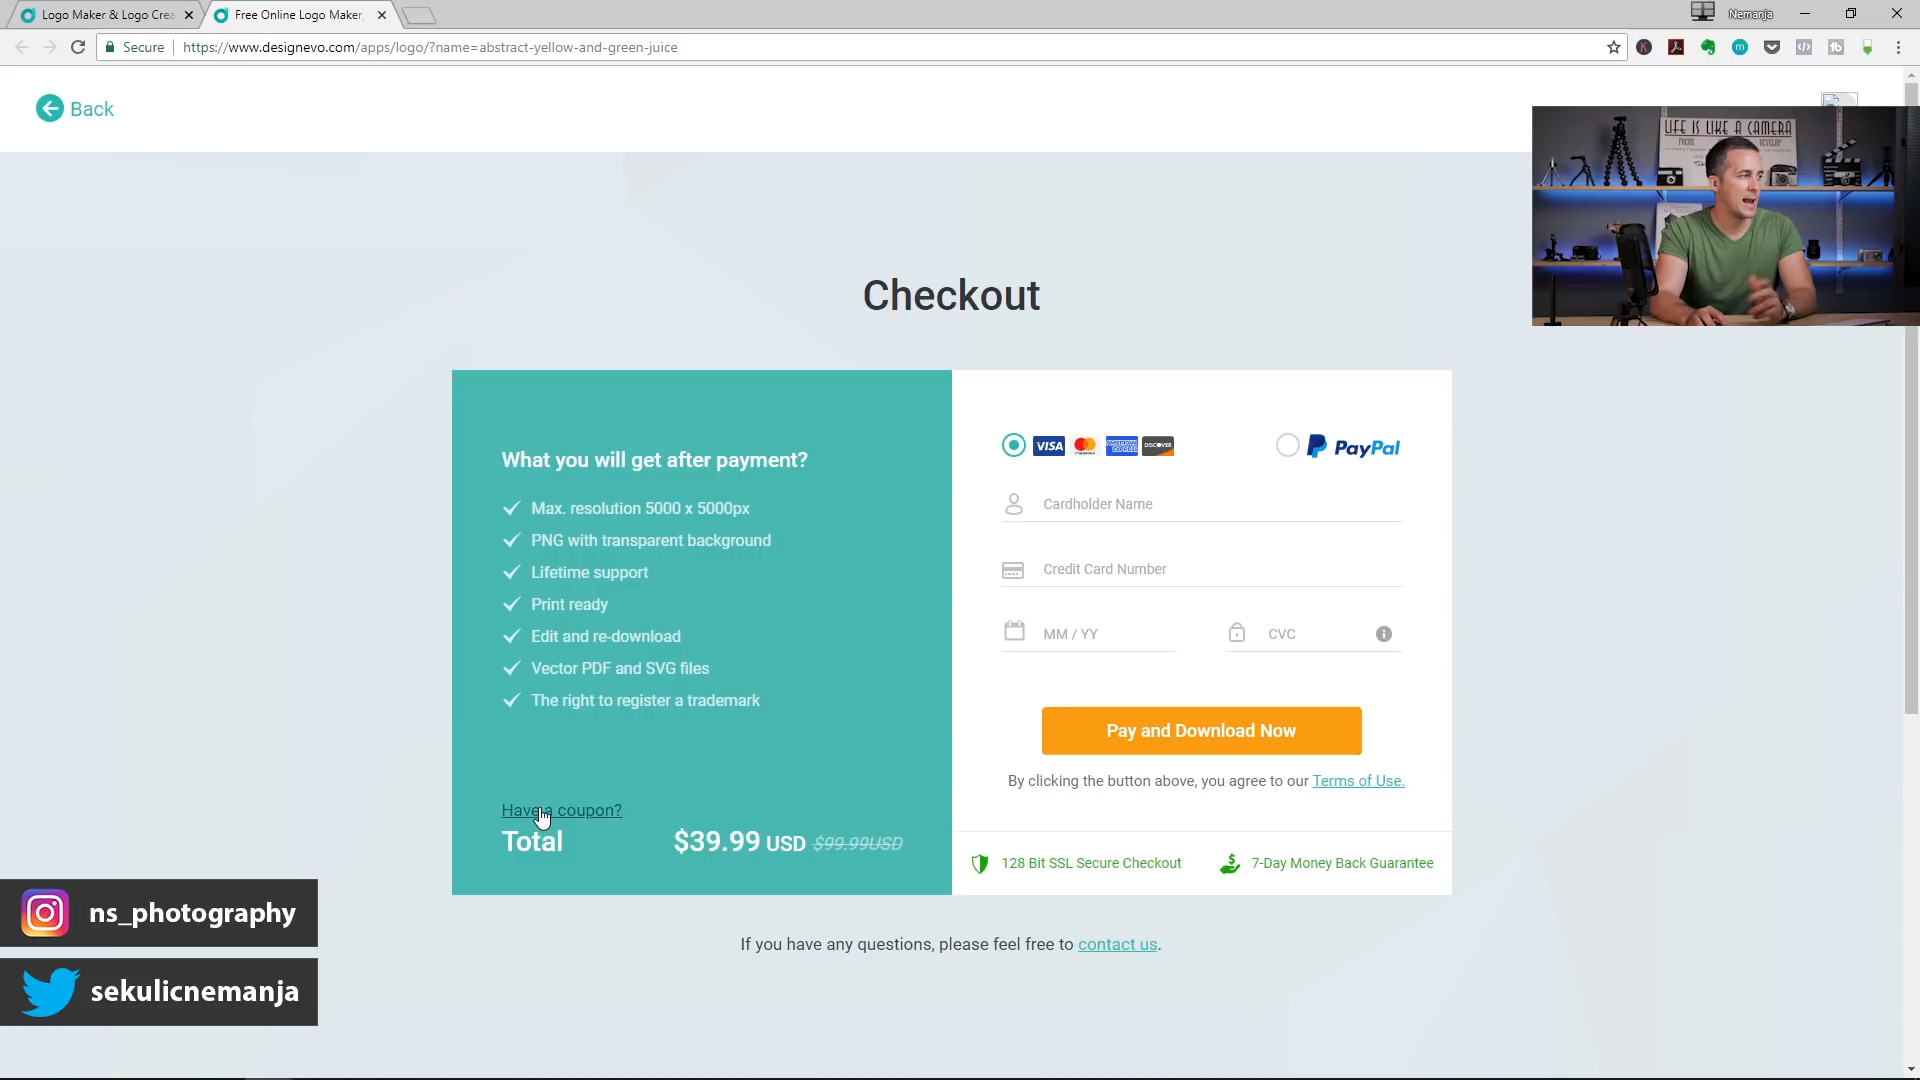 Logo Maker & Logo Crea
Free Online Logo Maker,
Nemanja
Secure
https://www.designevo.com/apps/logo/?name=abstract-yellow-and-green-juice
Back
LIFE IS LIKE A CAMERA
Checkout
What you will get after payment?
Max. resolution 5000 x 5000px
PNG with transparent background
Lifetime support
Print ready
Edit and re-download
Vector PDF and SVG files
The right to register a trademark
Have a coupon?
Total
$39.99 USD $99.99USD
VISA
AMERICAN EXPRESS
DISCOVER
PayPal
Cardholder Name
Credit Card Number
MM / YY
CVC
Pay and Download Now
By clicking the button above, you agree to our Terms of Use.
128 Bit SSL Secure Checkout
7-Day Money Back Guarantee
If you have any questions, please feel free to contact us.
ns_photography
sekulicnemanja